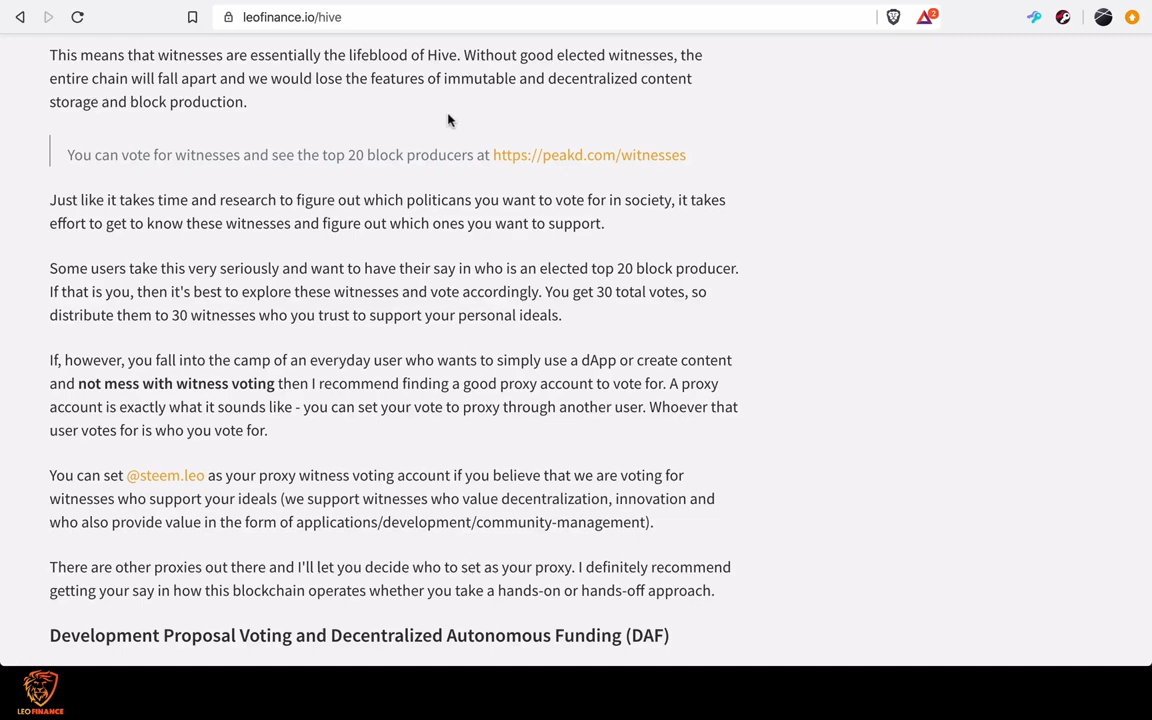 leofinance.io/hive
2
This means that witnesses are essentially the lifeblood of Hive. Without good elected witnesses, the
entire chain will fall apart and we would lose the features of immutable and decentralized content
storage and block production.
You can vote for witnesses and see the top 20 block producers at https://peakd.com/witnesses
Just like it takes time and research to figure out which politicans you want to vote for in society, it takes
effort to get to know these witnesses and figure out which ones you want to support.
Some users take this very seriously and want to have their say in who is an elected top 20 block producer.
If that is you, then it's best to explore these witnesses and vote accordingly. You get 30 total votes, so
distribute them to 30 witnesses who you trust to support your personal ideals.
If, however, you fall into the camp of an everyday user who wants to simply use a dApp or create content
and not mess with witness voting then I recommend finding a good proxy account to vote for. A proxy
account is exactly what it sounds like - you can set your vote to proxy through another user. Whoever that
user votes for is who you vote for.
You can set @steem.leo as your proxy witness voting account if you believe that we are voting for
witnesses who support your ideals (we support witnesses who value decentralization, innovation and
who also provide value in the form of applications/development/community-management).
There are other proxies out there and I'll let you decide who to set as your proxy. I definitely recommend
getting your say in how this blockchain operates whether you take a hands-on or hands-off approach.
Development Proposal Voting and Decentralized Autonomous Funding (DAF)
LEOFINANCE